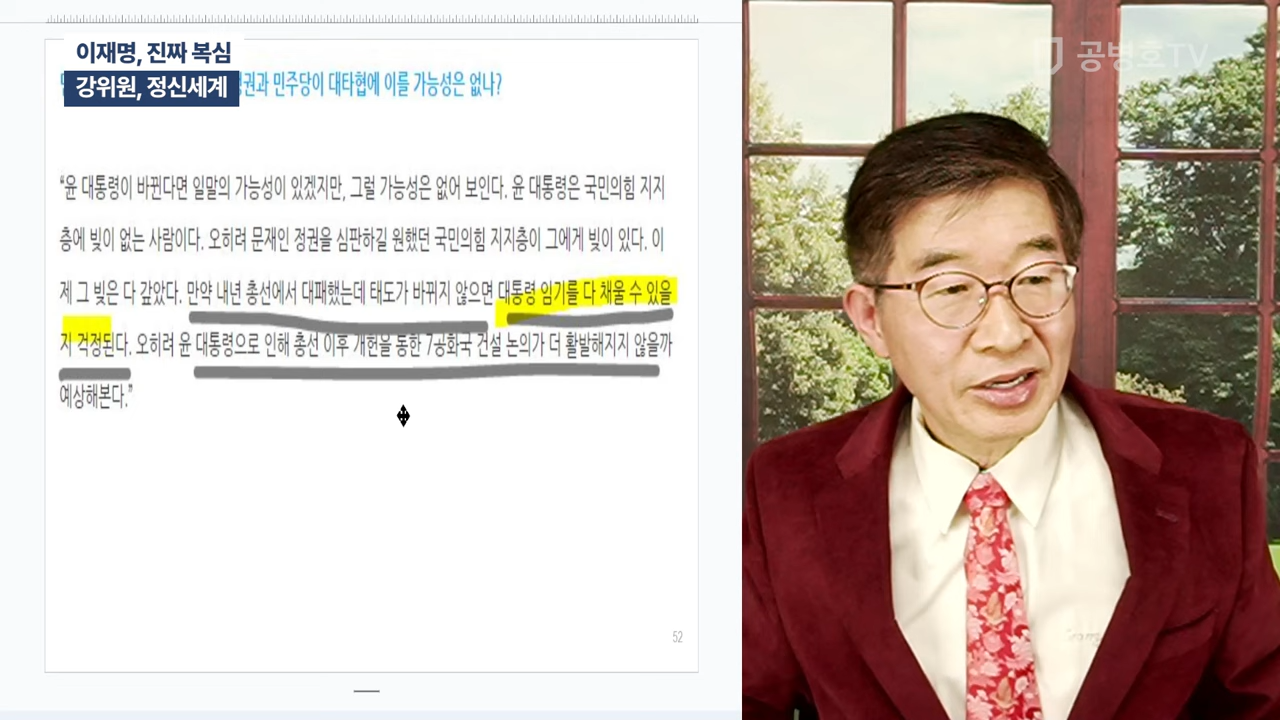 이재명, 진짜 복심
강위원, 정신세계
정권과 민주당이 대타협에 이를 가능성은 없나?
공병호TV
“윤 대통령이 바뀐다면 일말의 가능성이 있겠지만, 그럴 가능성은 없어 보인다. 윤 대통령은 국민의힘 지지
층에 빚이 없는 사람이다. 오히려 문재인 정권을 심판하길 원했던 국민의힘 지지층이 그에게 빚이 있다. 이
제 그 빚은 다 갚았다. 만약 내년 총선에서 대패했는데 태도가 바뀌지 않으면 대통령 임기를 다 채울 수 있을
지 걱정된다. 오히려 윤 대통령으로 인해 총선 이후 개헌을 통한 7공화국 건설 논의가 더 활발해지지 않을까
예상해본다.”
52